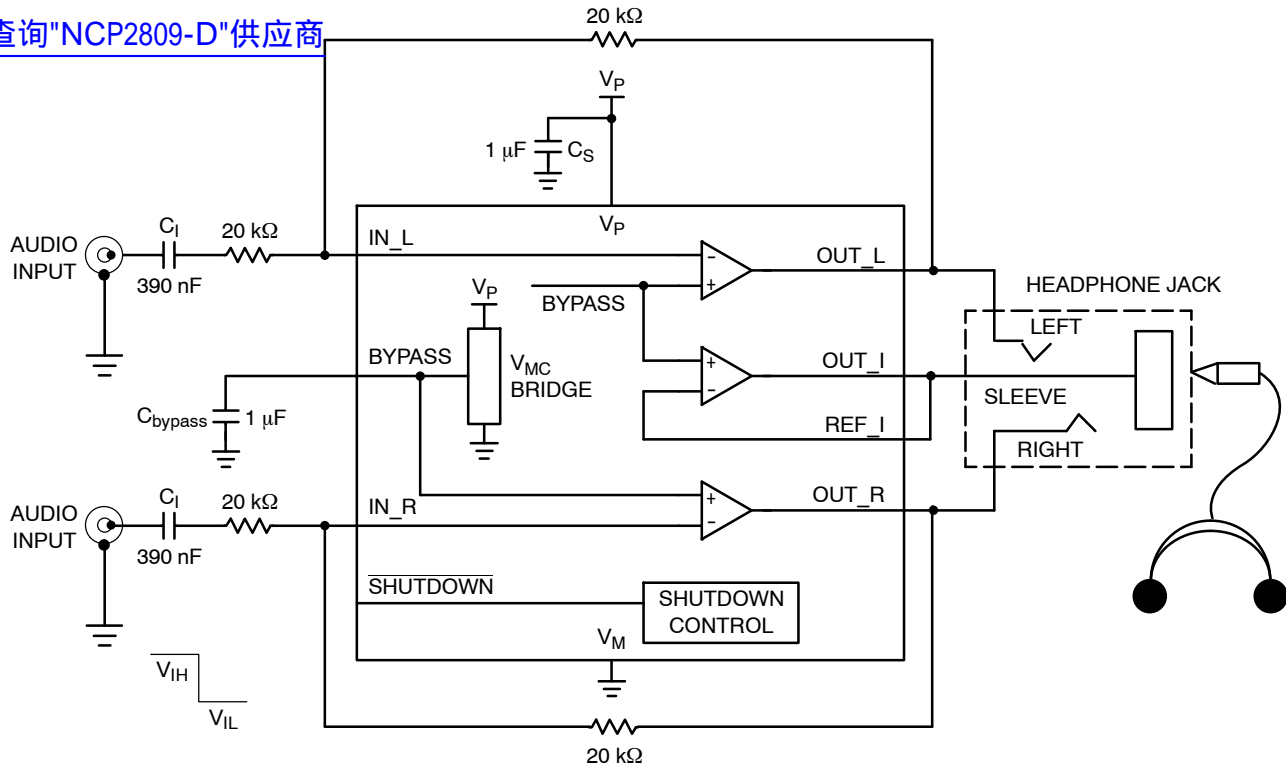 查询"NCP2809-D"供应商
20 kΩ
VP
1 μF
CS
VP
CI
20 kΩ
IN_L
AUDIO
INPUT
390 nF
OUT_L
HEADPHONE JACK
BYPASS
VP
LEFT
BYPASS
VMC
BRIDGE
OUT_I
SLEEVE
Cbypass
1 μF
REF_I
RIGHT
CI
20 kΩ
IN_R
OUT_R
AUDIO
INPUT
390 nF
SHUTDOWN
SHUTDOWN
CONTROL
VM
VIH
VIL
20 kΩ